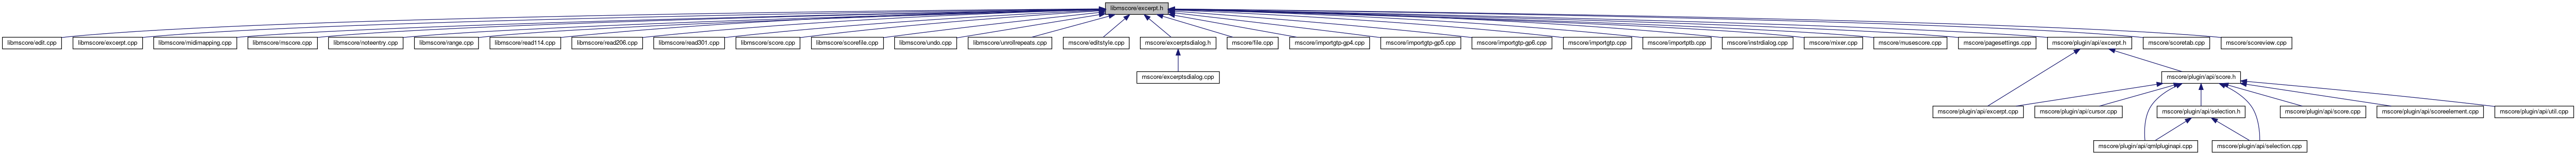 libmscore/excerpt.h
libmscore/edit.cpp
libmscore/excerpt.cpp
libmscore/midimapping.cpp
libmscore/mscore.cpp
libmscore/noteentry.cpp
libmscore/range.cpp
libmscore/read114.cpp
libmscore/read206.cpp
libmscore/read301.cpp
libmscore/score.cpp
libmscore/scorefile.cpp
libmscore/undo.cpp
libmscore/unrollrepeats.cpp
mscore/editstyle.cpp
mscore/excerptsdialog.h
mscore/file.cpp
mscore/importgtp-gp4.cpp
mscore/importgtp-gp5.cpp
mscore/importgtp-gp6.cpp
mscore/importgtp.cpp
mscore/importptb.cpp
mscore/instrdialog.cpp
mscore/mixer.cpp
mscore/musescore.cpp
mscore/pagesettings.cpp
mscore/plugin/api/excerpt.h
mscore/scoretab.cpp
mscore/scoreview.cpp
mscore/excerptsdialog.cpp
mscore/plugin/api/score.h
mscore/plugin/api/excerpt.cpp
mscore/plugin/api/cursor.cpp
mscore/plugin/api/selection.h
mscore/plugin/api/score.cpp
mscore/plugin/api/scoreelement.cpp
mscore/plugin/api/util.cpp
mscore/plugin/api/qmlpluginapi.cpp
mscore/plugin/api/selection.cpp